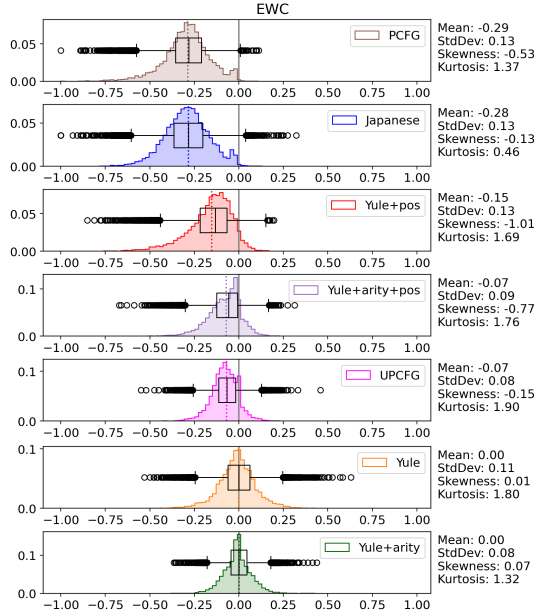 EWC
PCFG
Mean: -0.29
StdDev: 0.13
Skewness: -0.53
Kurtosis: 1.37
0.05
0.00
−1.00 −0.75 −0.50 −0.25 0.00 0.25 0.50 0.75 1.00
Japanese
Mean: -0.28
StdDev: 0.13
Skewness: -0.13
Kurtosis: 0.46
0.05
0.00
−1.00 −0.75 −0.50 −0.25 0.00 0.25 0.50 0.75 1.00
Yule+pos
Mean: -0.15
StdDev: 0.13
Skewness: -1.01
Kurtosis: 1.69
0.05
0.00
−1.00 −0.75 −0.50 −0.25 0.00 0.25 0.50 0.75 1.00
Yule+arity+pos
Mean: -0.07
StdDev: 0.09
Skewness: -0.77
Kurtosis: 1.76
0.1
0.0
−1.00 −0.75 −0.50 −0.25 0.00 0.25 0.50 0.75 1.00
UPCFG
Mean: -0.07
StdDev: 0.08
Skewness: -0.15
Kurtosis: 1.90
0.1
0.0
−1.00 −0.75 −0.50 −0.25 0.00 0.25 0.50 0.75 1.00
Yule
Mean: 0.00
StdDev: 0.11
Skewness: 0.01
Kurtosis: 1.80
0.1
0.0
−1.00 −0.75 −0.50 −0.25 0.00 0.25 0.50 0.75 1.00
Yule+arity
Mean: 0.00
StdDev: 0.08
Skewness: 0.07
Kurtosis: 1.32
0.1
0.0
−1.00 −0.75 −0.50 −0.25 0.00 0.25 0.50 0.75 1.00